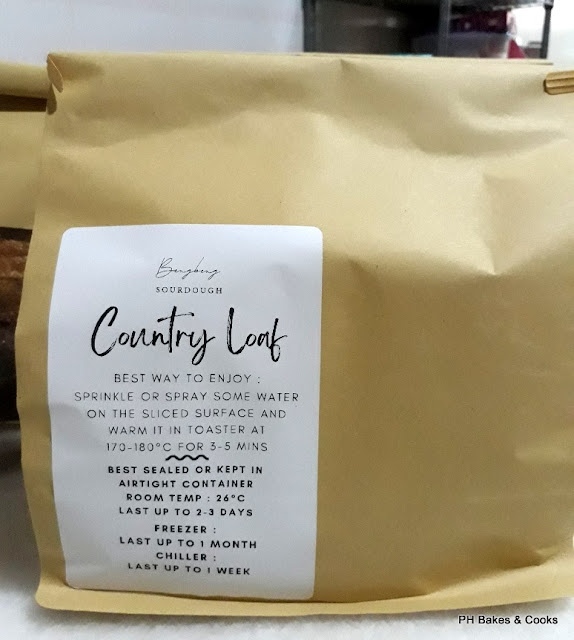 Bengbeng
SOURDOUGH
Country Loaf
BEST WAY TO ENJOY :
SPRINKLE OR SPRAY SOME WATER
ON THE SLICED SURFACE AND
WARM IT IN TOASTER AT
170-180°C FOR 3-5 MINS
BEST SEALED OR KEPT IN
AIRTIGHT CONTAINER
ROOM TEMP : 26°C
LAST UP TO 2-3 DAYS
FREEZER :
LAST UP TO 1 MONTH
CHILLER :
LAST UP TO 1 WEEK
PH Bakes & Cooks